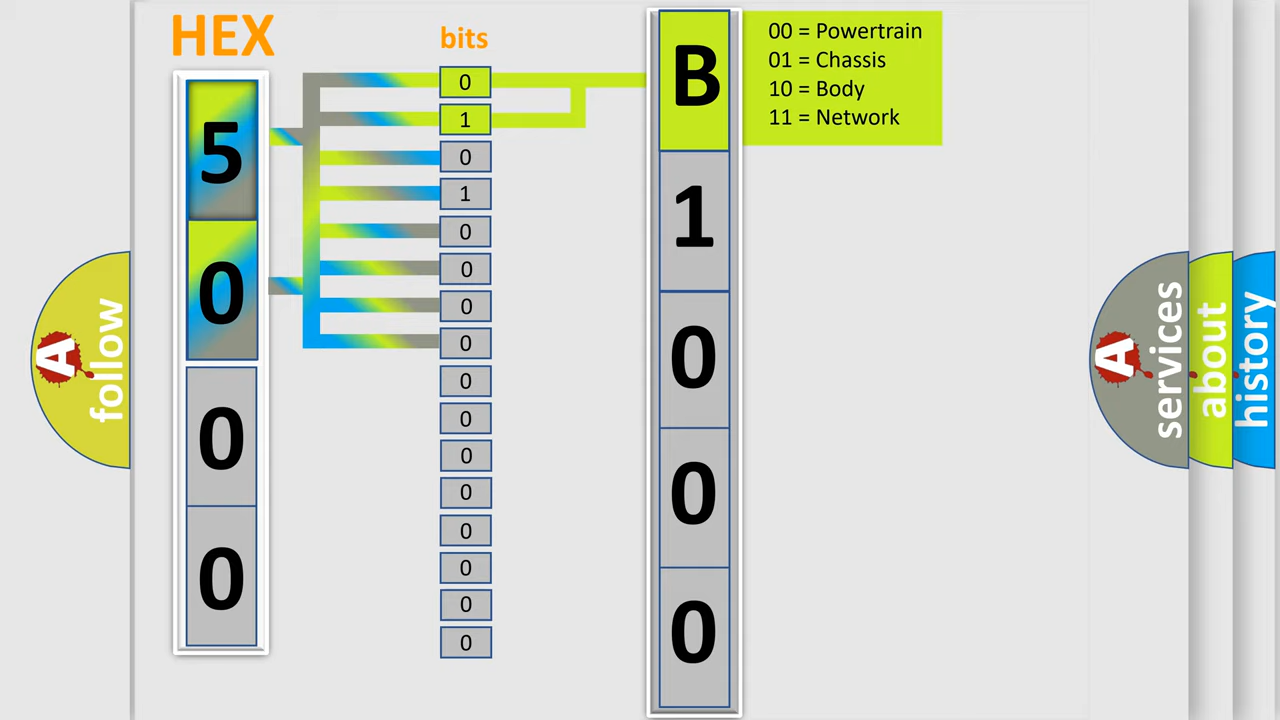 HEX
bits
5
0
0
0
0
1
0
1
0
0
0
0
0
0
0
0
0
0
0
0
B
1
0
0
0
00 = Powertrain
01 = Chassis
10 = Body
11 = Network
A
follow
A
services
about
history